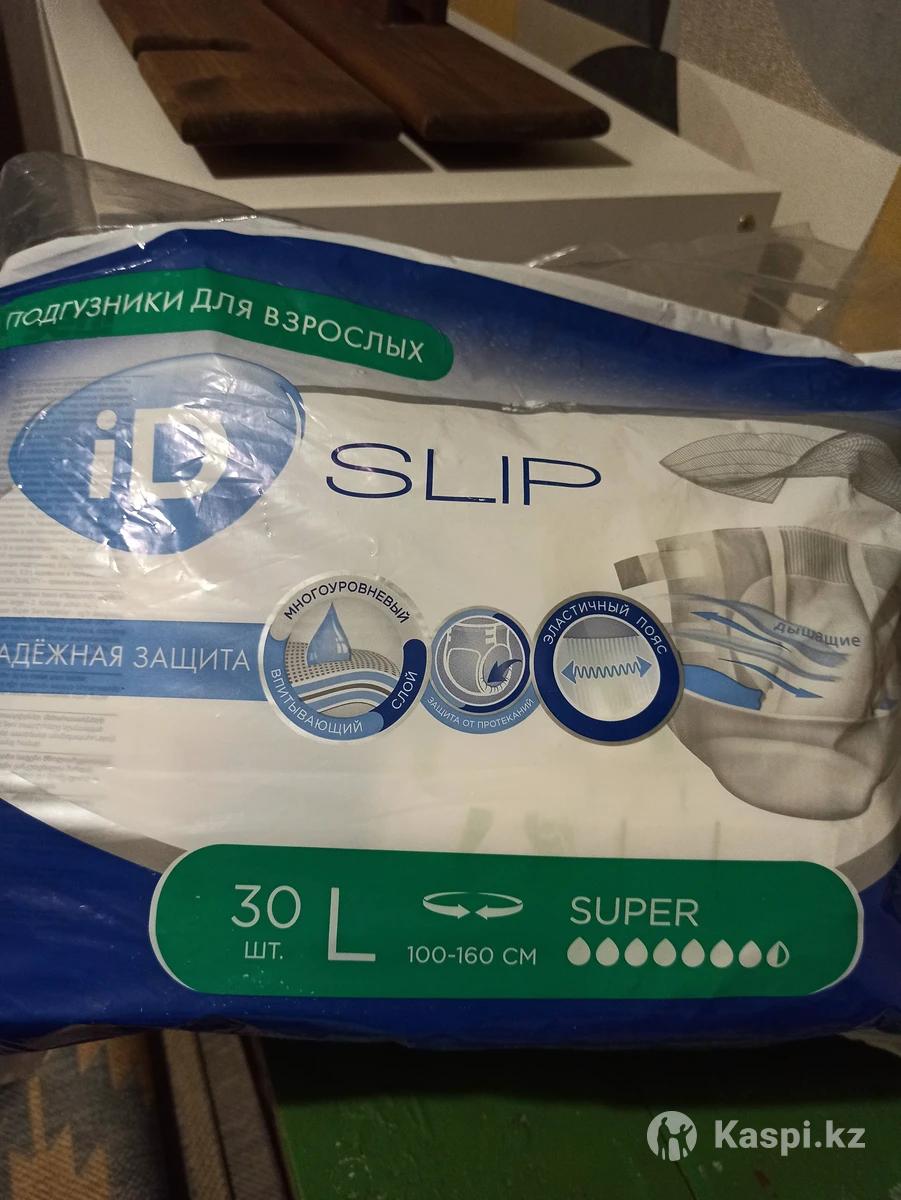 ПОДГУЗНИКИ ДЛЯ ВЗРОСЛЫХ
iD
SLIP
МНОГОУРОВНЕВЫЙ
ВПИТЫВАЮЩИЙ СЛОЙ
ЗАЩИТА ОТ ПРОТЕКАНИЙ
ЭЛАСТИЧНЫЙ ПОЯС
дышащие
АДЁЖНАЯ ЗАЩИТА
30
ШТ.
L
100-160 СМ
SUPER
Kaspi.kz